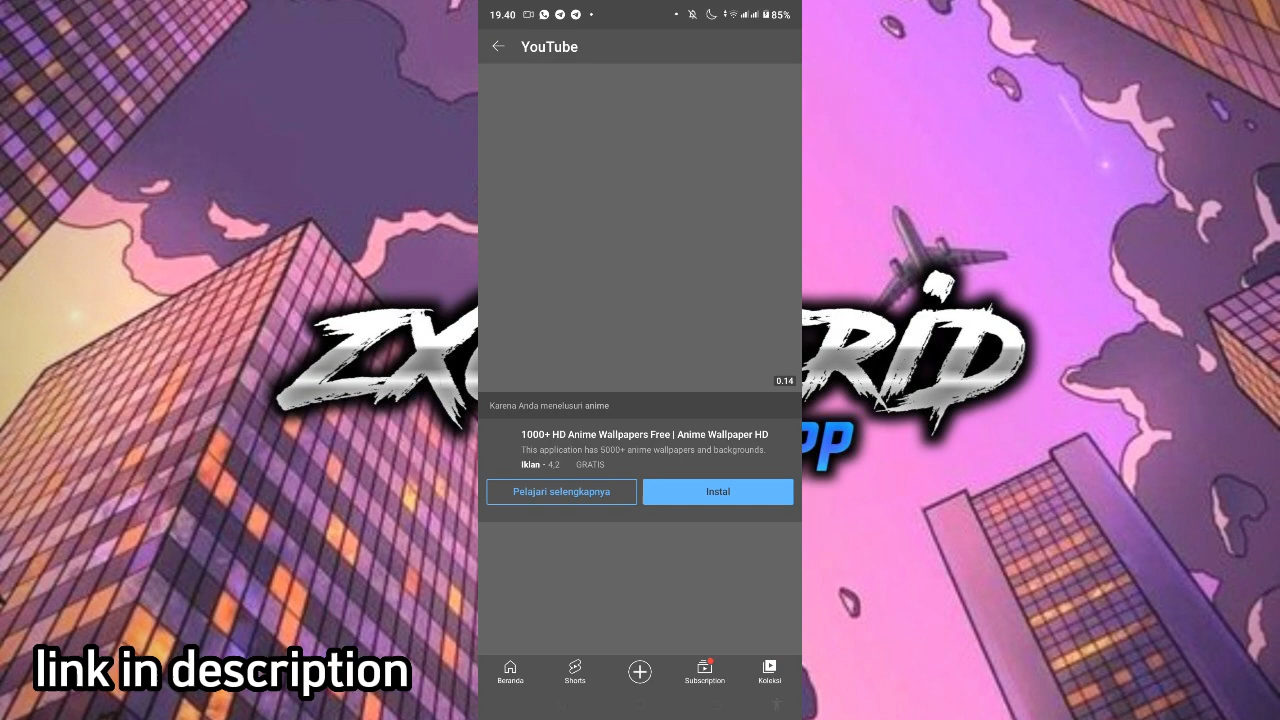 19.40
85%
YouTube
0.14
Karena Anda menelusuri anime
1000+ HD Anime Wallpapers Free | Anime Wallpaper HD
This application has 5000+ anime wallpapers and backgrounds.
Iklan · 4,2 GRATIS
Pelajari selengkapnya
Instal
Beranda
Shorts
Subscription
Koleksi
link in description